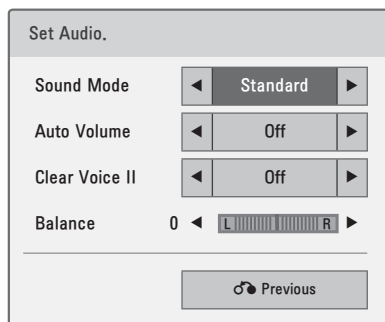 Set Audio.
Sound Mode ◄ Standard ►
Auto Volume ◄ Off ►
Clear Voice II ◄ Off ►
Balance 0 ◄ L R ►
Previous